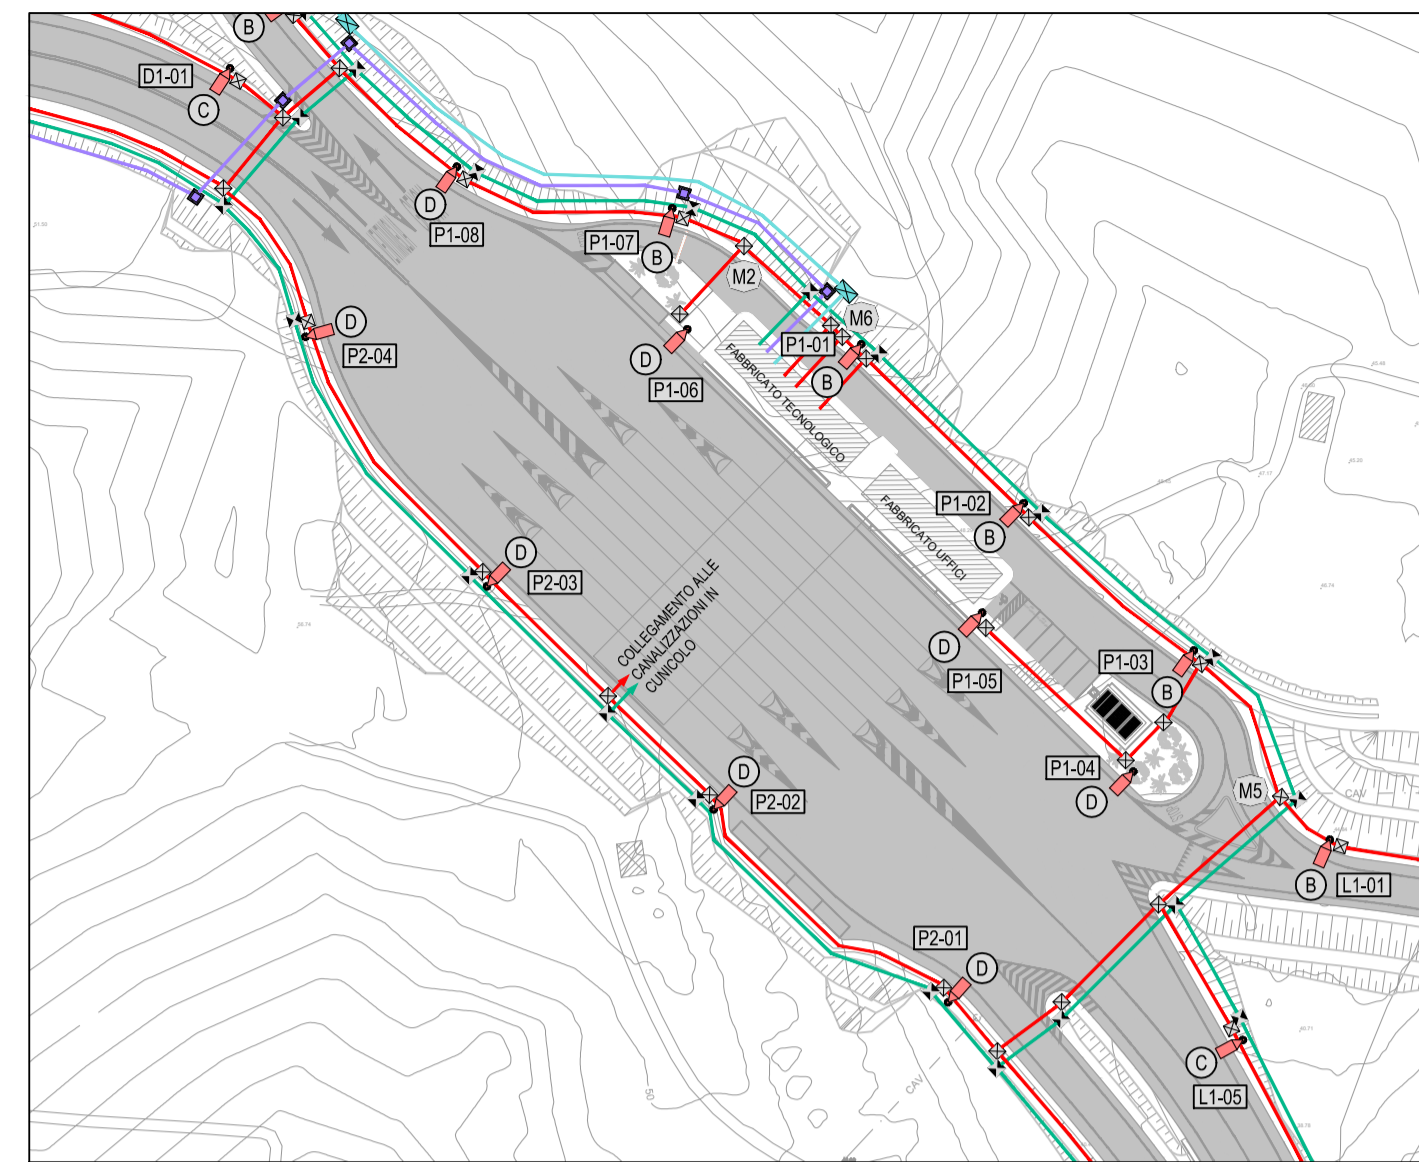 B
D1-01
C
D
P1-08
P1-07
B
M2
M6
P1-01
B
D
P1-06
D
P2-04
FABBRICATO TECNOLOGICO
FABBRICATO UFFICI
P1-02
B
D
P2-03
COLLEGAMENTO ALLE
CANALIZZAZIONI IN
CUNICOLO
D
P1-05
P1-03
B
P1-04
D
M5
CAV
D
P2-02
B
L1-01
P2-01
D
C
L1-05
CAV
50